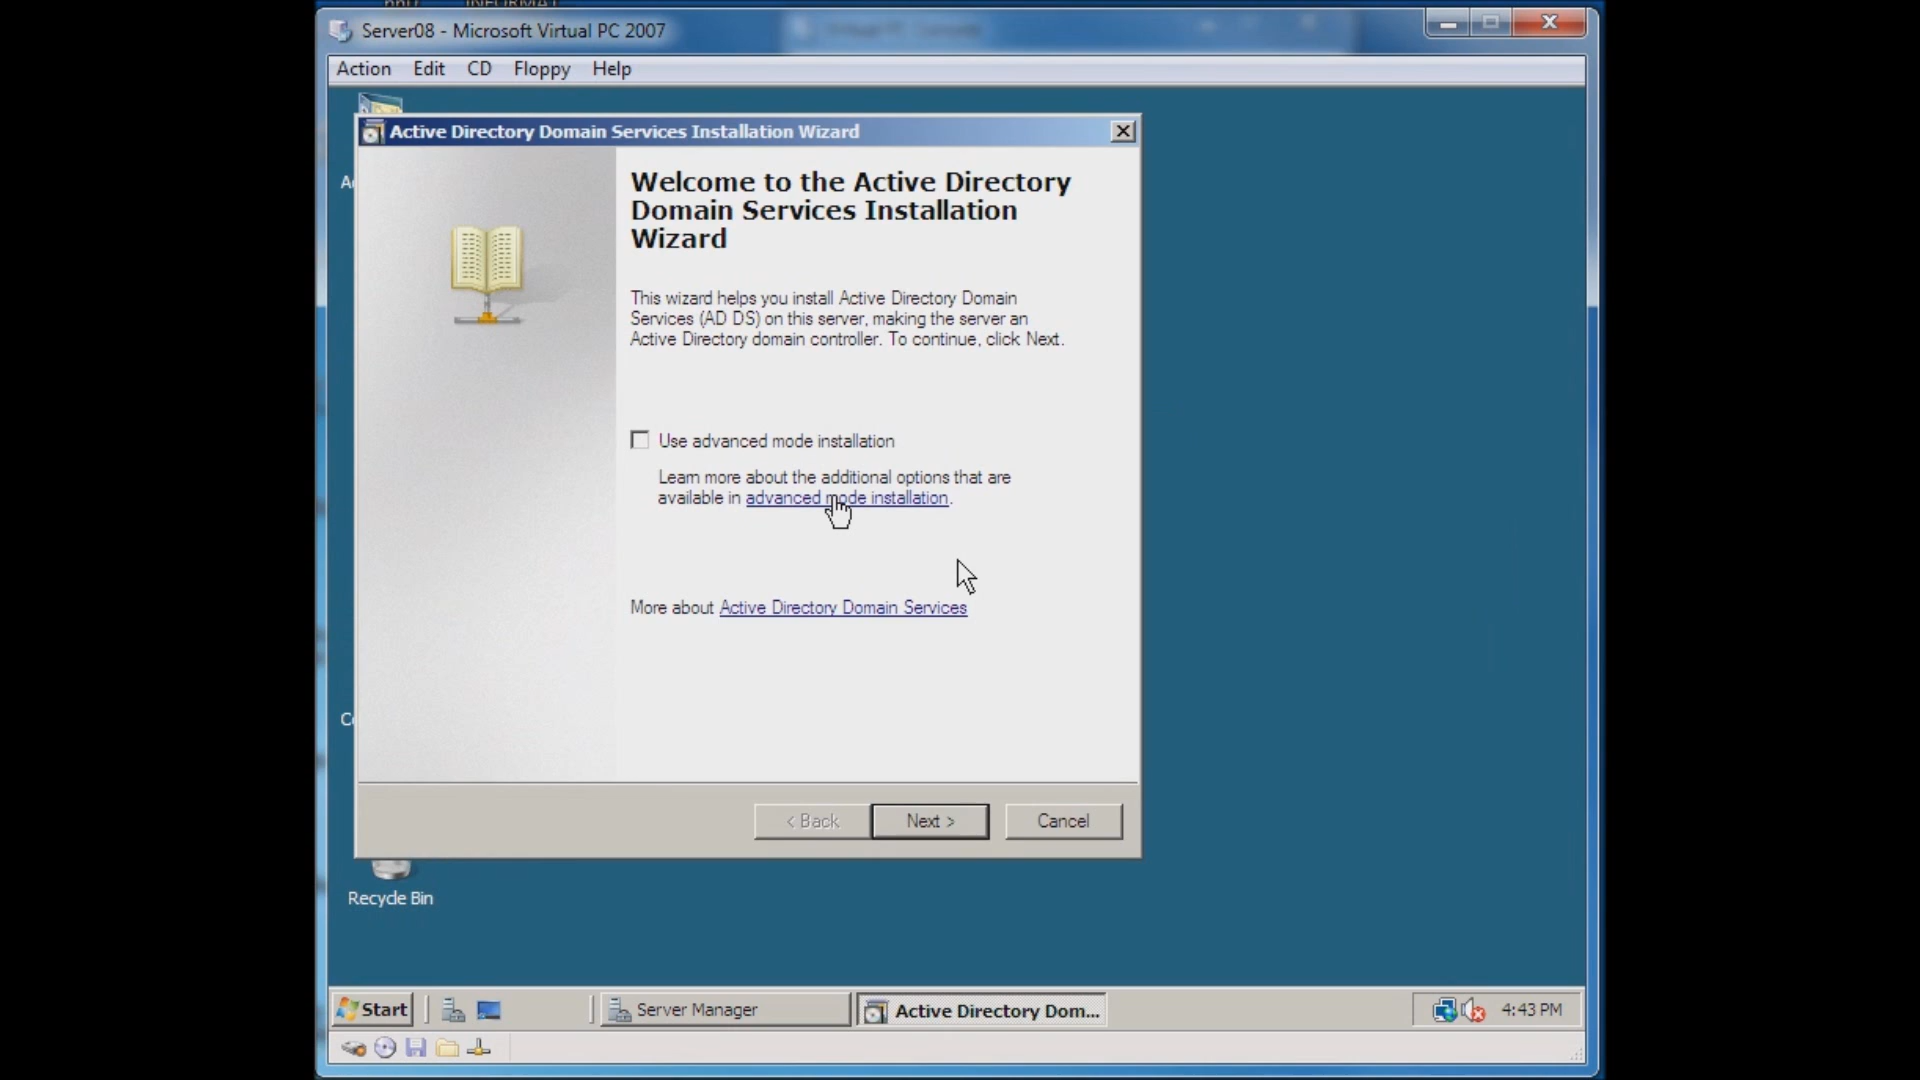 Server08 - Microsoft Virtual PC 2007
Action Edit CD Floppy Help
Active Directory Domain Services Installation Wizard
Welcome to the Active Directory
Domain Services Installation
Wizard
This wizard helps you install Active Directory Domain
Services (AD DS) on this server, making the server an
Active Directory domain controller. To continue, click Next.
Use advanced mode installation
Learn more about the additional options that are
available in advanced mode installation.
More about Active Directory Domain Services
< Back Next > Cancel
Recycle Bin
Start Server Manager Active Directory Dom... 4:43 PM